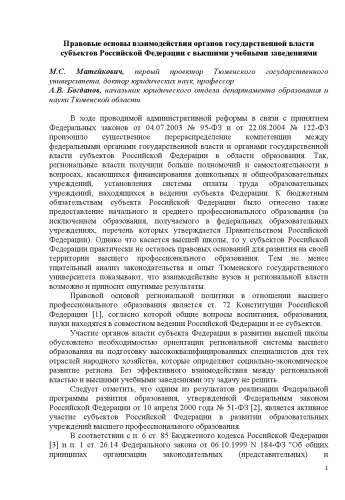 Правовые основы взаимодействия органов государственной власти
субъектов Российской Федерации с высшими учебными заведениями
М.С. Матейкович, первый проектор Тюменского государственного
университета, доктор юридических наук, профессор
А.В. Богданов, начальник юридического отдела департамента образования и
науки Тюменской области
В ходе проводимой административной реформы в связи с принятием
Федеральных законов от 04.07.2003 № 95-ФЗ и от 22.08.2004 № 122-ФЗ
произошло существенное перераспределение компетенции между
федеральными органами государственной власти и органами государственной
власти субъектов Российской Федерации в области образования. Так,
региональные власти получили больше полномочий и самостоятельности в
вопросах, касающихся финансирования дошкольных и общеобразовательных
учреждений, установления системы оплаты труда образовательных
учреждений, находящихся в ведении субъекта Федерации. К бюджетным
обязательствам субъекта Российской Федерации было отнесено также
предоставление начального и среднего профессионального образования (за
исключением образования, получаемого в федеральных образовательных
учреждениях, перечень которых утверждается Правительством Российской
Федерации). Однако что касается высшей школы, то у субъектов Российской
Федерации практически не осталось правовых оснований для развития на своей
территории высшего профессионального образования. Тем не менее
тщательный анализ законодательства и опыт Тюменского государственного
университета показывают, что взаимодействие вузов и региональной власти
возможно и приносит ощутимые результаты.
Правовой основой региональной политики в отношении высшего
профессионального образования является ст. 72 Конституции Российской
Федерации [1], согласно которой общие вопросы воспитания, образования,
науки находятся в совместном ведении Российской Федерации и ее субъектов.
Участие органов власти субъекта Федерации в развитии высшей школы
обусловлено необходимостью ориентации региональной системы высшего
образования на подготовку высококвалифицированных специалистов для тех
отраслей народного хозяйства, которые определяют социально-экономическое
развитие региона. Без эффективного взаимодействия между региональной
властью и высшими учебными заведениями эту задачу не решить.
Следует отметить, что одним из результатов реализации Федеральной
программы развития образования, утвержденной Федеральным законом
Российской Федерации от 10 апреля 2000 года № 51-ФЗ [2], является активное
участие субъектов Российской Федерации в развитии образовательных
учреждений высшего профессионального образования.
В соответствии с п. 6 ст. 85 Бюджетного кодекса Российской Федерации
[3] и п. 1 ст. 26.14 Федерального закона от 06.10.1999 N 184-ФЗ "Об общих
принципах организации законодательных (представительных) и
1